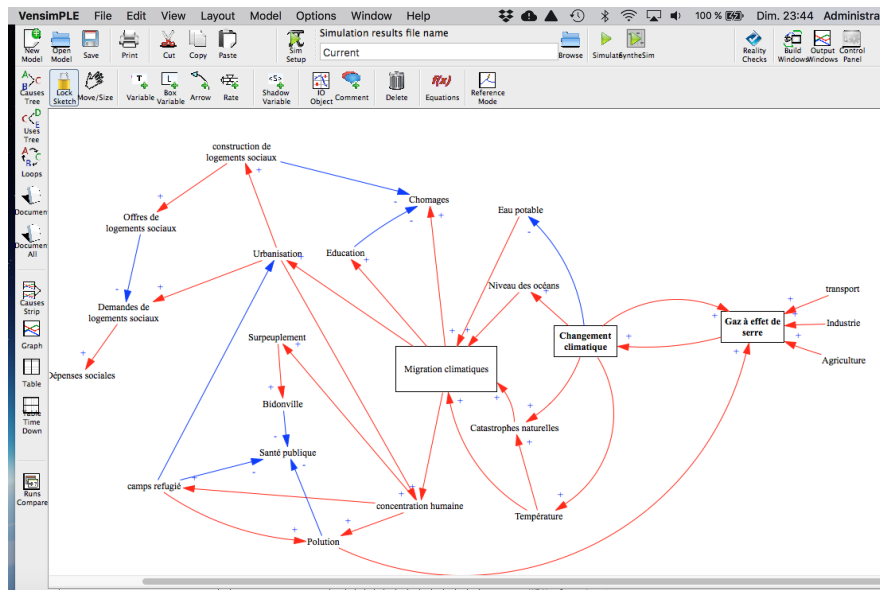 VensimPLE File Edit View Layout Model Options Window Help 100 % Dim. 23:44 Administra
New Model
Open Model
Save
Print
Cut
Copy
Paste
Sim Setup
Simulation results file name
Current
Browse
Simulate
SyntheSim
Reality Checks
Build Windows
Output Windows
Control Panel
Causes Tree
Lock Sketch
Move/Size
Variable
Box Variable
Arrow
Rate
Shadow Variable
IO Object
Comment
Delete
f(x)
Equations
Reference Mode
Uses Tree
Loops
Document
Document All
Causes Strip
Graph
Table
Table Time Down
Runs Compare
construction de
logements sociaux
Chomages
Eau potable
Offres de
logements sociaux
Urbanisation
Education
Niveau des océans
transport
Demandes de
logements sociaux
Gaz à effet de
serre
Industrie
Surpeuplement
Changement
climatique
Agriculture
Dépenses sociales
Migration climatiques
Bidonville
Catastrophes naturelles
Santé publique
camps refugié
concentration humaine
Température
Polution